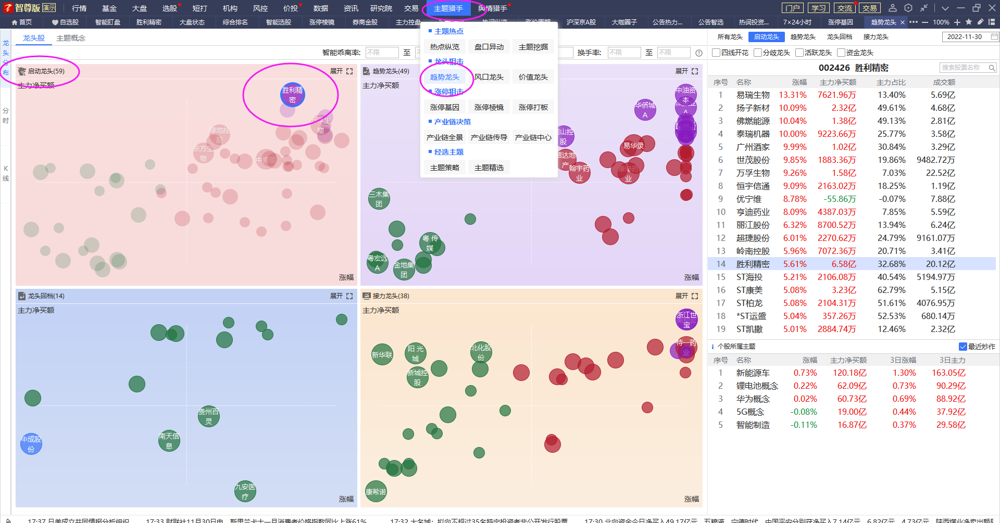 智尊版 演示 行情 基金 大盘 选股 短打 机构 风控 价投 数据 资讯 研究院 交易 主题猎手 舆情猎手 门户 学习 交流 交易
首页 自选股 智能盯盘 胜利精密 大盘状态 综合排名 智能选股 涨停棱镜 券商金股 主力控盘 沪深京A股 大咖圈子 公告热力... 公告智选 热词投资... 7×24小时 涨停基因 趋势龙头 100%
龙头分布
分时
K线
龙头股 主题概念
智能乖离率: 不限 至 换手率: 不限 至 不限
主题热点
热点纵览 盘口异动 主题挖掘
龙头狙击
趋势龙头 风口龙头 价值龙头
涨停狙击
涨停基因 涨停棱镜 涨停打板
产业链决策
产业链全景 产业链传导 产业链中心
经选主题
主题策略 主题精选
启动龙头(59) 展开
主力净买额
胜利精密
绿地控股
东方生物
中青旅
涨幅
趋势龙头(49) 展开
主力净买额
中油资本
华侨城A
南山控股
信达地产
翰宇药业
易华录
康缘药业
三木集团
粤传媒
粤宏远A
金地集团
涨幅
龙头回档(14) 展开
主力净买额
贵州百灵
南天信息
中成股份
九安医疗
涨幅
接力龙头(38) 展开
主力净买额
浙江世宝
新华联
阳光城
北化股份
新城控股
康希诺
涨幅
所有龙头 启动龙头 趋势龙头 龙头回档 接力龙头 2022-11-30
四线开花 分歧龙头 活跃龙头 资金龙头
002426 胜利精密 搜索股票名称
序号 名称 涨幅 主力净买额 主力占比 成交额
1 易瑞生物 13.31% 7621.96万 13.40% 5.69亿
2 扬子新材 10.09% 2.32亿 49.61% 4.68亿
3 佛燃能源 10.04% 1.38亿 49.13% 2.81亿
4 泰瑞机器 10.00% 9223.66万 25.77% 3.58亿
5 广州酒家 9.99% 1.02亿 30.84% 3.29亿
6 世茂股份 9.85% 1883.36万 19.86% 9482.72万
7 万孚生物 9.26% 1.58亿 7.03% 22.52亿
8 恒宇信通 9.09% 2163.02万 18.25% 1.19亿
9 优宁维 8.78% -55.86万 -0.07% 7.88亿
10 亨迪药业 8.09% 4387.03万 7.85% 5.59亿
11 丽江股份 6.32% 8700.52万 13.94% 6.24亿
12 超捷股份 6.01% 2270.62万 24.79% 9161.07万
13 岭南控股 5.96% 7072.36万 20.71% 3.41亿
14 胜利精密 5.61% 6.58亿 32.68% 20.12亿
15 ST海投 5.21% 2106.08万 40.54% 5194.97万
16 ST康美 5.08% 3.23亿 62.79% 5.15亿
17 ST柏龙 5.08% 2104.31万 51.61% 4076.95万
18 *ST运盛 5.04% 357.26万 52.53% 680.14万
19 ST凯撒 5.01% 2884.74万 12.46% 2.32亿
个股所属主题 最近炒作
序号 名称 涨幅 主力净买额 3日涨幅 3日主力
1 新能源车 0.73% 120.18亿 1.30% 163.05亿
2 锂电池概念 0.22% 62.09亿 0.73% 90.29亿
3 华为概念 0.02% 60.73亿 0.69% 88.92亿
4 5G概念 -0.08% 19.00亿 0.44% 37.92亿
5 智能制造 -0.11% 16.87亿 0.37% 29.58亿
17:37 日美成立共同情报分析组织 17:33 财联社11月30日电，斯里兰卡十一月消费者价格指数同比上涨61% 17:32 大名城：拟向不超过35名特定投资者非公开发行股票 17:30 北向资金今日净买入49.17亿元，五粮液、宁德时代、中国平安分别获净买入7.14亿元、6.82亿元、4.73亿元